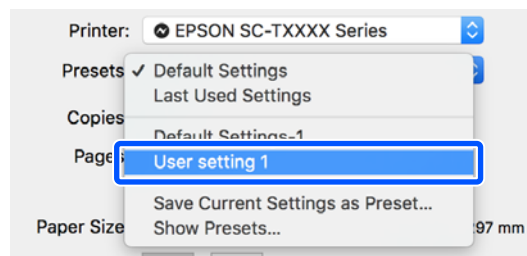 Printer: EPSON SC-TXXXX Series
Presets ✓ Default Settings
Last Used Settings
Copies
Default Settings-1
Pages
User setting 1
Save Current Settings as Preset...
Paper Size
Show Presets...
97 mm